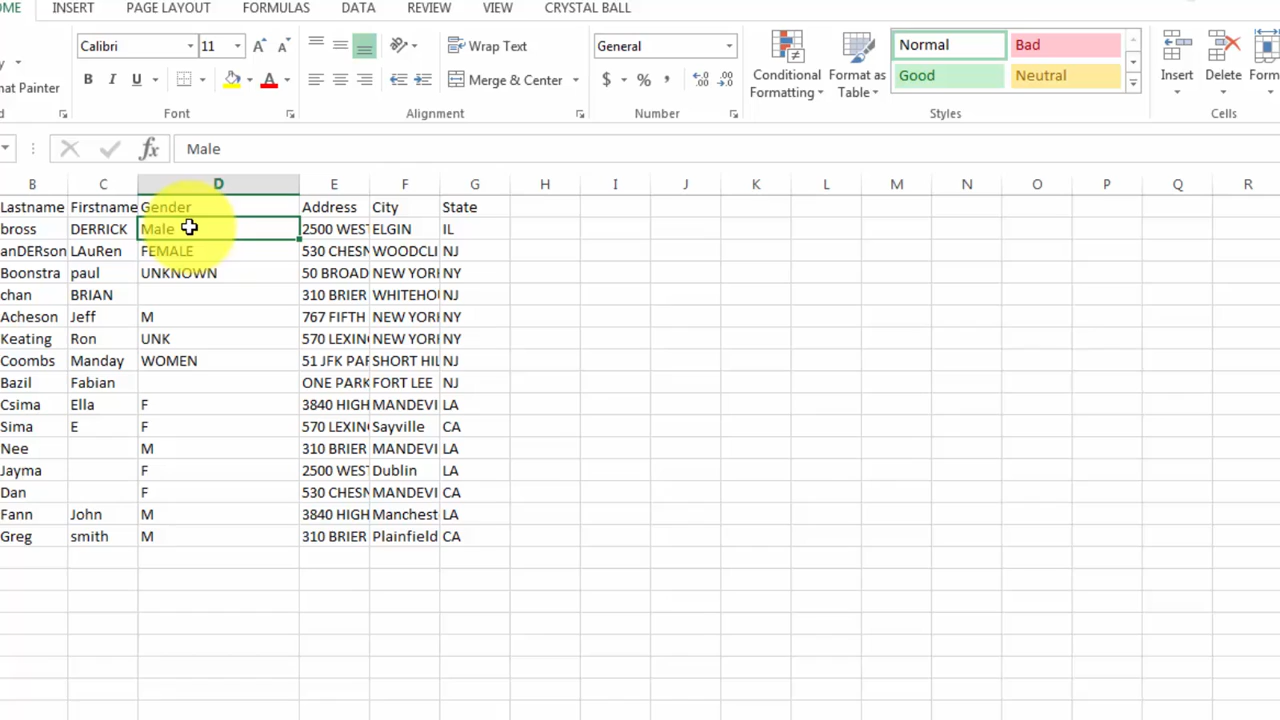 OME INSERT PAGE LAYOUT FORMULAS DATA REVIEW VIEW CRYSTAL BALL
Calibri 11 Wrap Text General Normal Bad
mat Painter B I U Merge & Center $ % Conditional Formatting Format as Table Good Neutral Insert Delete Form
Font Alignment Number Styles Cells
fx Male
B C D E F G H I J K L M N O P Q R
Lastname Firstname Gender Address City State
bross DERRICK Male 2500 WEST ELGIN IL
anDERson LAuRen FEMALE 530 CHESN WOODCLI NJ
Boonstra paul UNKNOWN 50 BROAD NEW YORK NY
chan BRIAN 310 BRIER WHITEHOU NJ
Acheson Jeff M 767 FIFTH NEW YORK NY
Keating Ron UNK 570 LEXIN NEW YORK NY
Coombs Manday WOMEN 51 JFK PAR SHORT HIL NJ
Bazil Fabian ONE PARK FORT LEE NJ
Csima Ella F 3840 HIGH MANDEVI LA
Sima E F 570 LEXIN Sayville CA
Nee M 310 BRIER MANDEVI LA
Jayma F 2500 WEST Dublin LA
Dan F 530 CHESN MANDEVI CA
Fann John M 3840 HIGH Manchest LA
Greg smith M 310 BRIER Plainfield CA